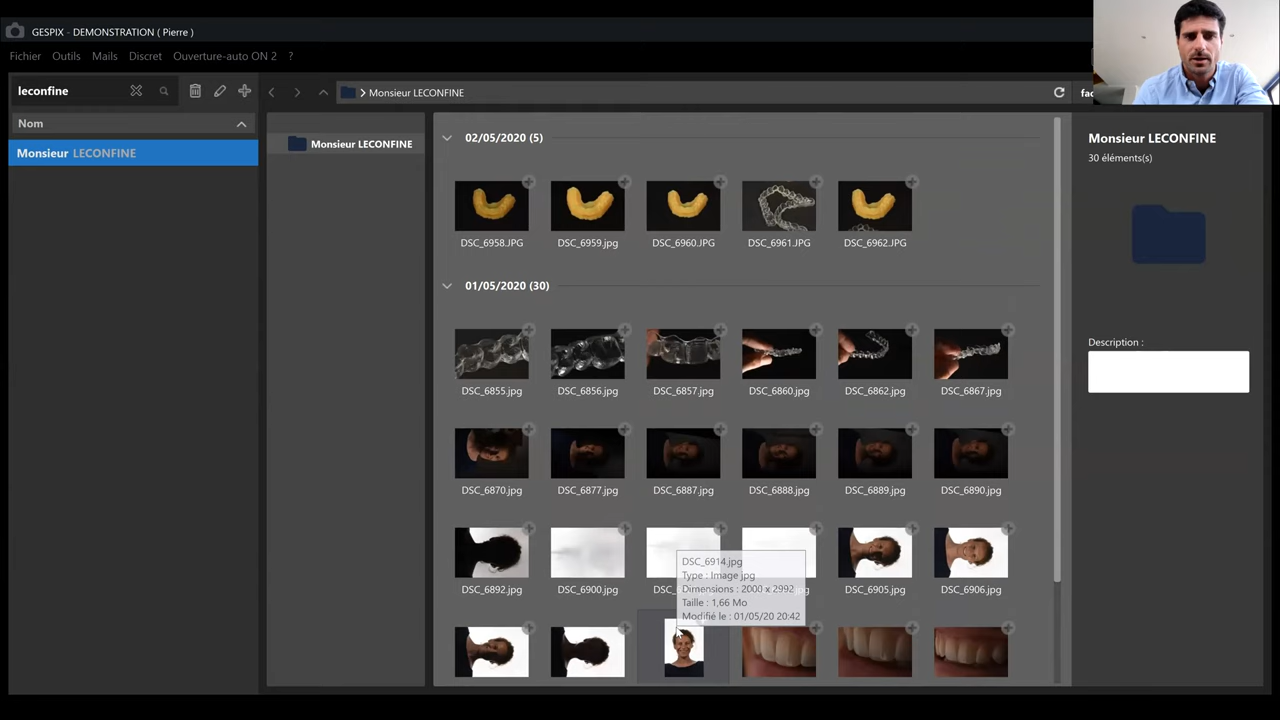 GESPIX - DEMONSTRATION ( Pierre )
Fichier Outils Mails Discret Ouverture-auto ON 2 ?
leconfine
Monsieur LECONFINE
fac
Nom
Monsieur LECONFINE
Monsieur LECONFINE
02/05/2020 (5)
DSC_6958.JPG DSC_6959.jpg DSC_6960.JPG DSC_6961.JPG DSC_6962.JPG
01/05/2020 (30)
DSC_6855.jpg DSC_6856.jpg DSC_6857.jpg DSC_6860.jpg DSC_6862.jpg DSC_6867.jpg
DSC_6870.jpg DSC_6877.jpg DSC_6887.jpg DSC_6888.jpg DSC_6889.jpg DSC_6890.jpg
DSC_6892.jpg DSC_6900.jpg DSC_6905.jpg DSC_6906.jpg
DSC_6914.jpg
Type : Image jpg
Dimensions : 2000 x 2992
Taille : 1,66 Mo
Modifié le : 01/05/20 20:42
Monsieur LECONFINE
30 éléments(s)
Description :